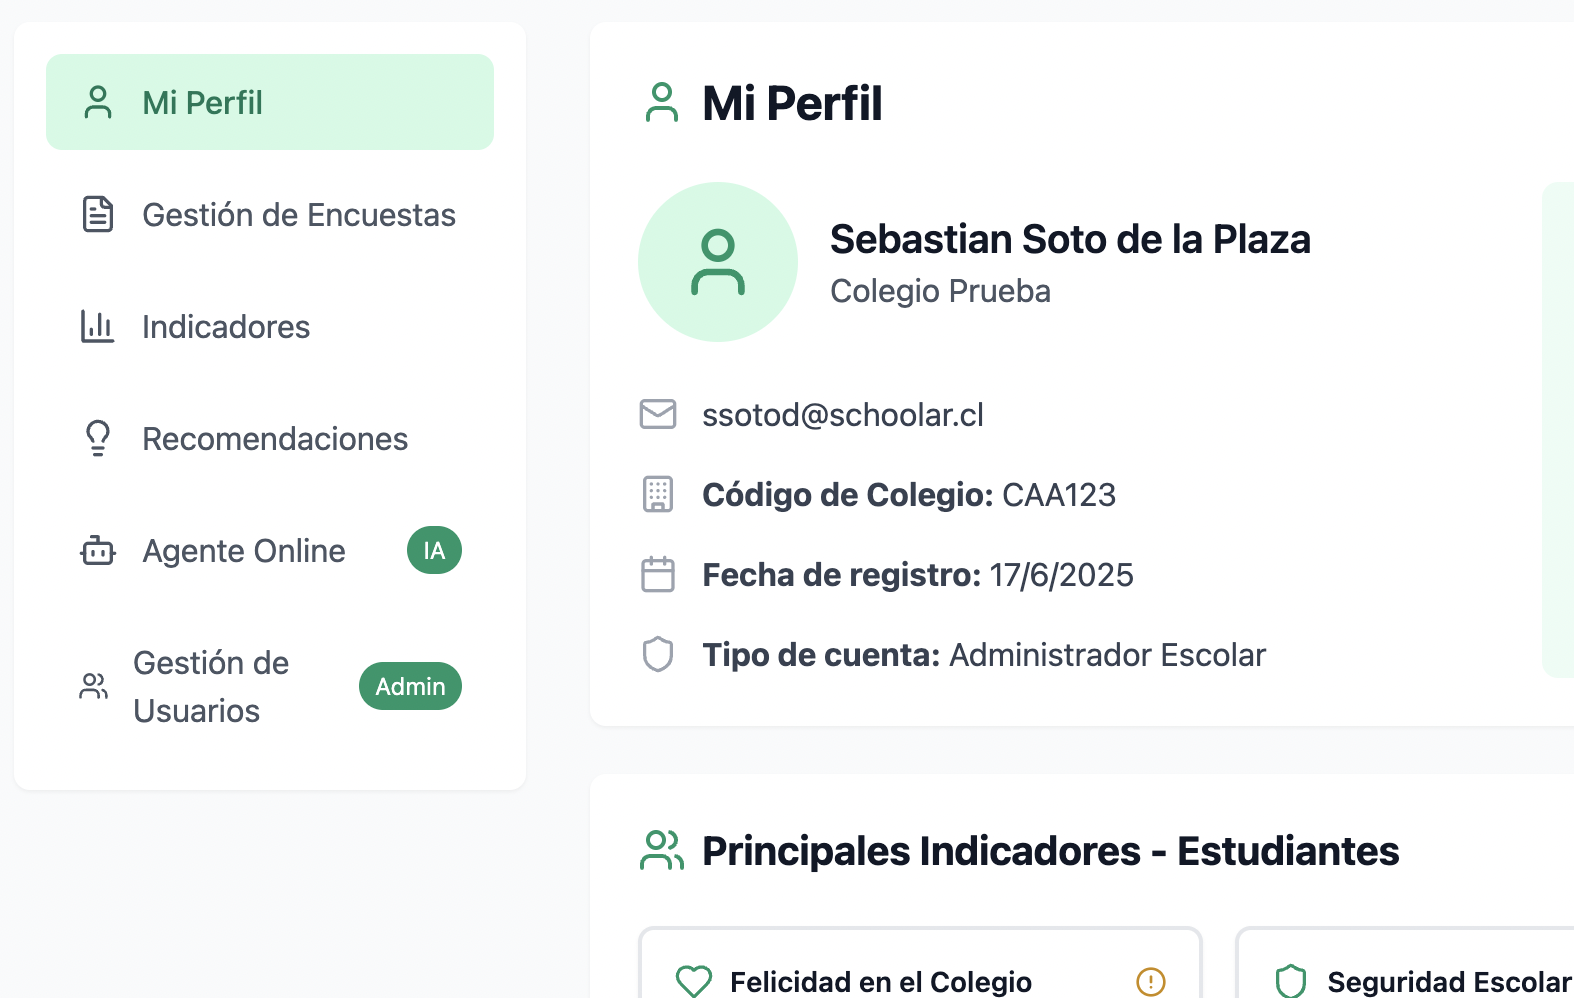 Mi Perfil
Gestión de Encuestas
Indicadores
Recomendaciones
Agente Online IA
Gestión de
Usuarios
Admin
Mi Perfil
Sebastian Soto de la Plaza
Colegio Prueba
ssotod@schoolar.cl
Código de Colegio: CAA123
Fecha de registro: 17/6/2025
Tipo de cuenta: Administrador Escolar
Principales Indicadores - Estudiantes
Felicidad en el Colegio
Seguridad Escolar